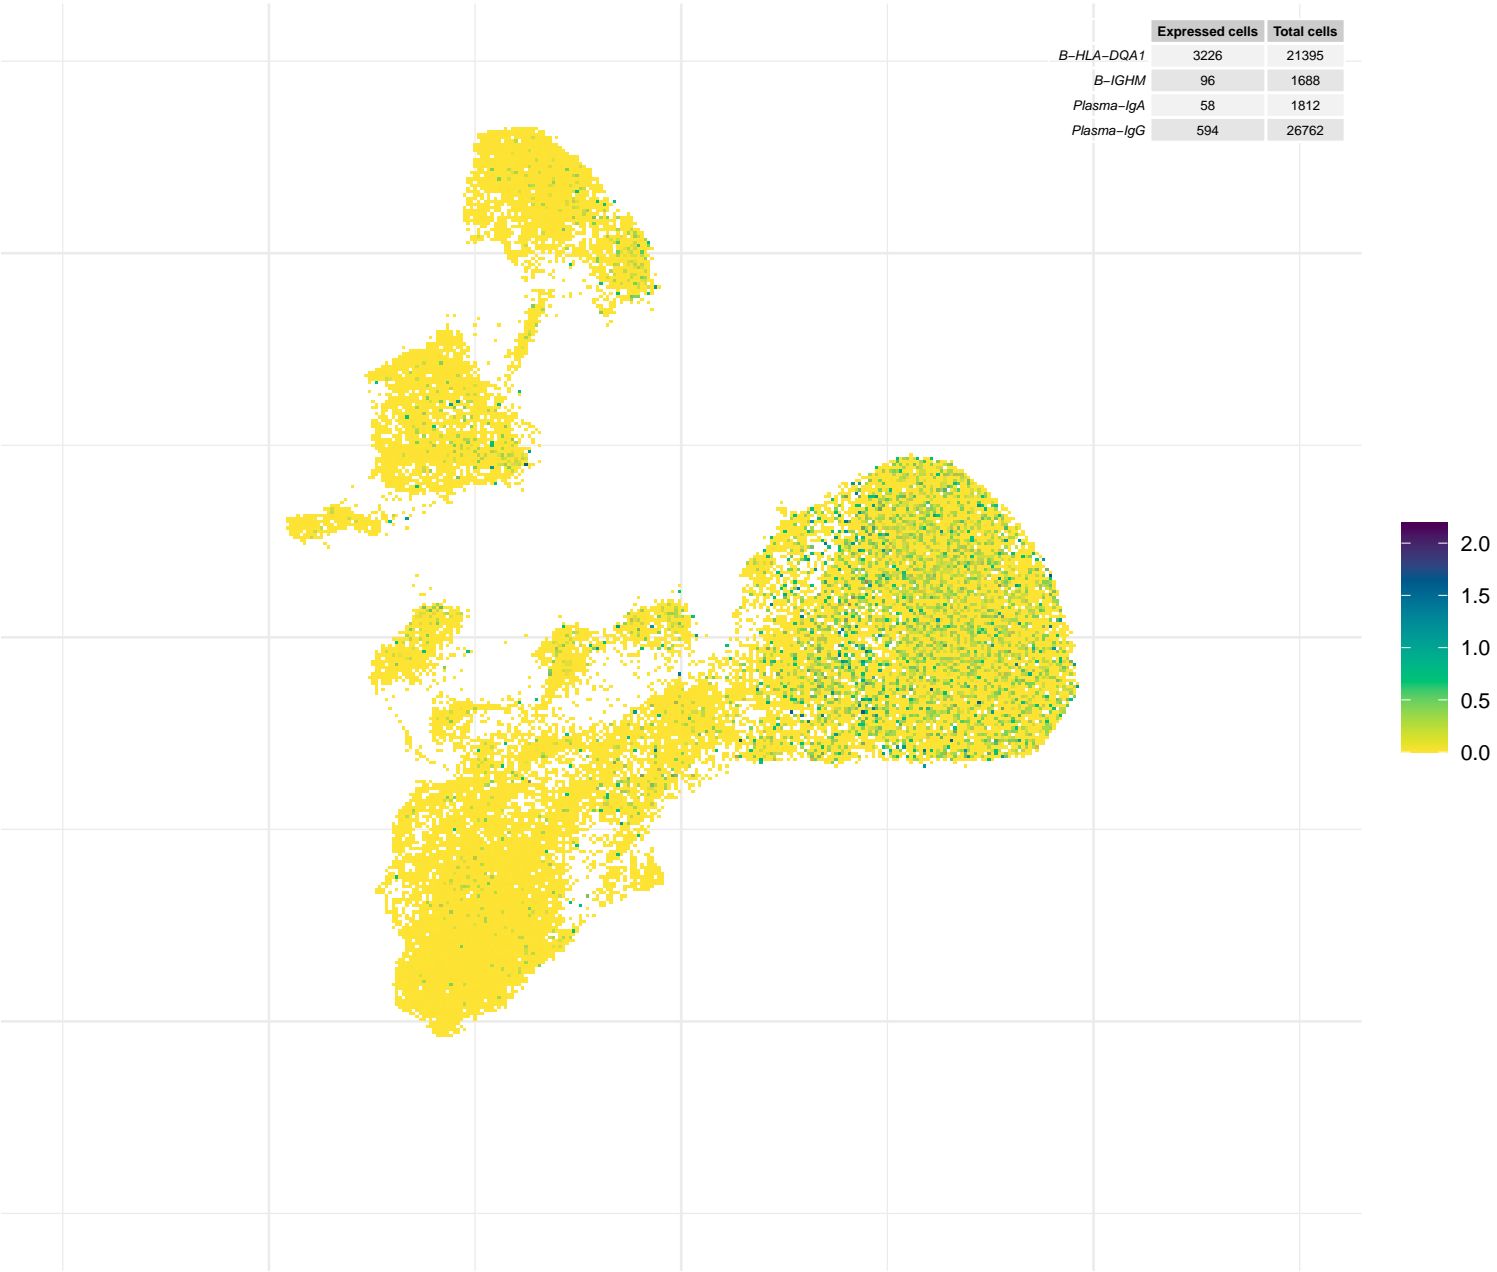 Expressed cells Total cells
B−HLA−DQA1 3226 21395
B−IGHM 96 1688
Plasma−IgA 58 1812
Plasma−IgG 594 26762
2.0
1.5
1.0
0.5
0.0